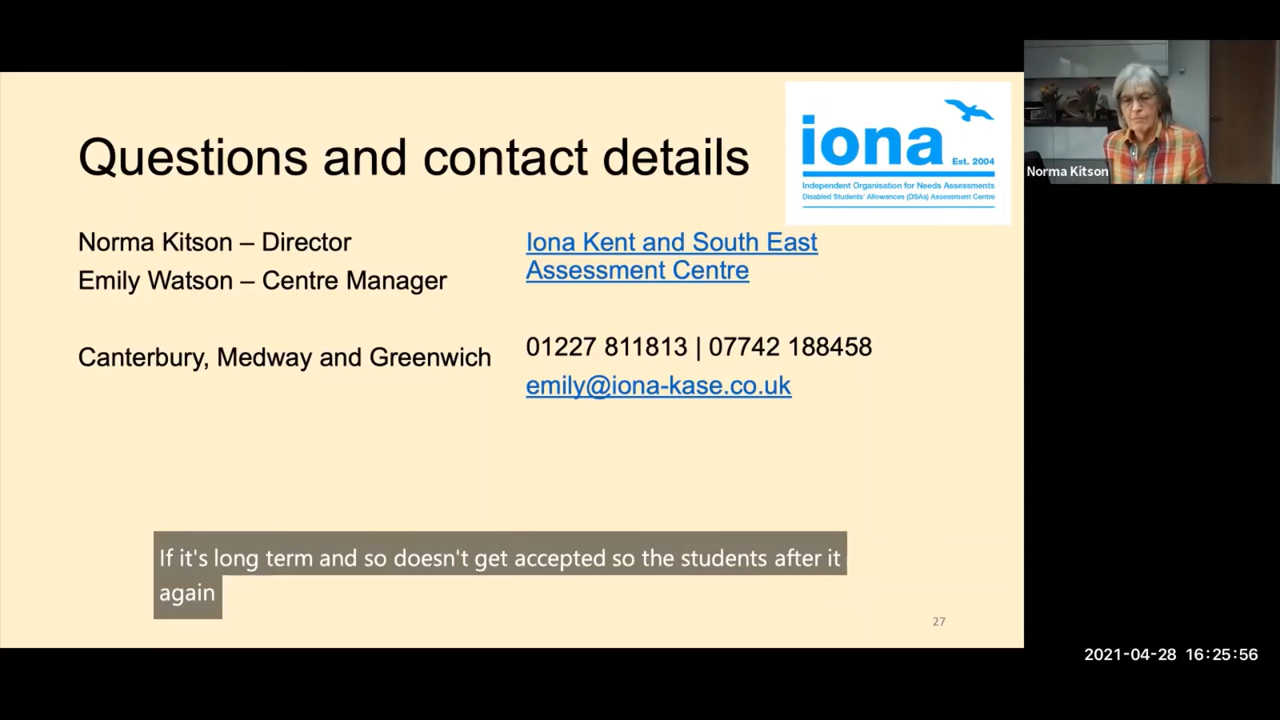 Questions and contact details
iona
Est. 2004
Independent Organisation for Needs Assessments
Disabled Students' Allowances (DSAs) Assessment Centre
Norma Kitson
Norma Kitson – Director
Emily Watson – Centre Manager
Canterbury, Medway and Greenwich
Iona Kent and South East
Assessment Centre
01227 811813 | 07742 188458
emily@iona-kase.co.uk
If it's long term and so doesn't get accepted so the students after it
again
27
2021-04-28 16:25:56